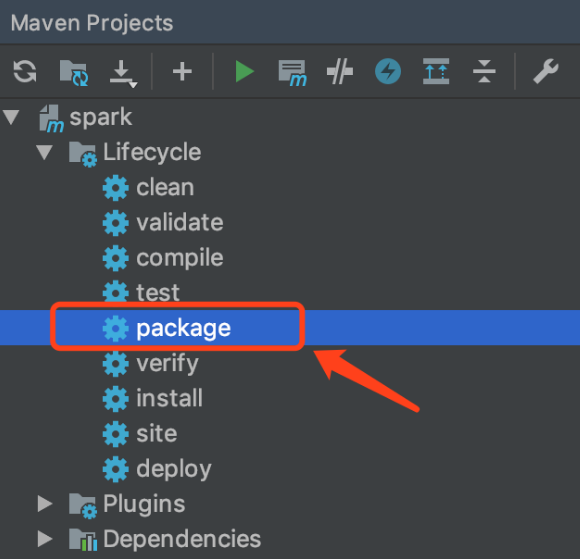 Maven Projects
spark
Lifecycle
clean
validate
compile
test
package
verify
install
site
deploy
Plugins
Dependencies